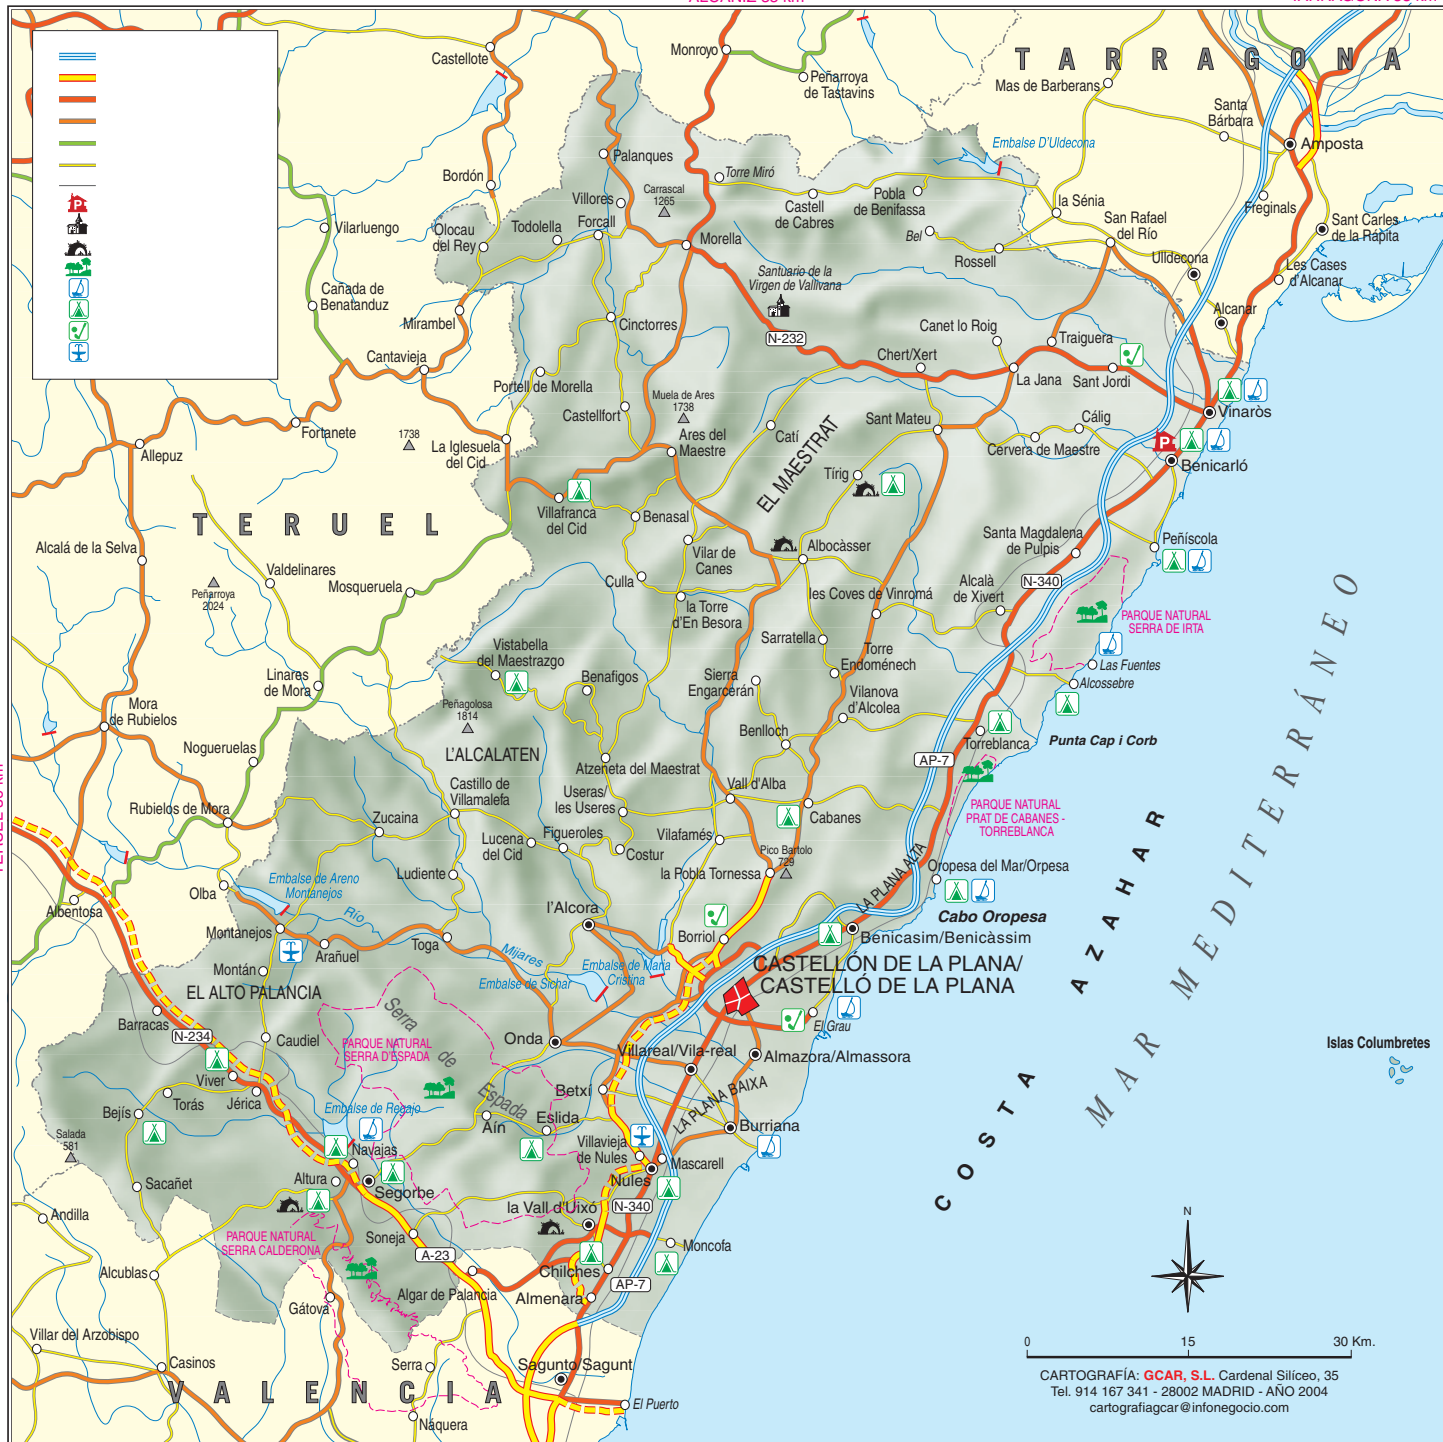 TARRAGONA
Castellote
Monroyo
Peñarroya
de Tastavins
Mas de Barberans
Santa
Bárbara
Embalse D'Uldecona
Amposta
Palanques
Torre Miró
Carrascal
1265
Bordón
Villores
Castell
de Cabres
Pobla
de Benifassa
la Sénia
Freginals
Sant Carles
de la Rápita
Vilarluengo
Olocau
del Rey
Todolella
Forcall
Morella
Bel
Rossell
San Rafael
del Río
Ulldecona
Les Cases
d'Alcanar
Santuario de la
Virgen de Vallivana
Cañada de
Benatanduz
Mirambel
Cinctorres
N-232
Canet lo Roig
Traiguera
Alcanar
Cantavieja
Chert/Xert
La Jana
Sant Jordi
Portell de Morella
Castellfort
Muela de Ares
1738
Vinaròs
Fortanete
1738
Allepuz
La Iglesuela
del Cid
Ares del
Maestre
Catí
Sant Mateu
Cálig
Cervera de Maestre
Benicarló
EL MAESTRAT
Tírig
TERUEL
Villafranca
del Cid
Benasal
Alcalá de la Selva
Vilar de
Canes
Albocàsser
Santa Magdalena
de Pulpis
Peñíscola
Valdelinares
Mosqueruela
Culla
Peñarroya
2024
la Torre
d'En Besora
les Coves de Vinromá
Alcalà
de Xivert
N-340
PARQUE NATURAL
SERRA DE IRTA
Sarratella
Vistabella
del Maestrazgo
Benafigos
Torre
Endoménech
Las Fuentes
Alcossebre
Linares
de Mora
Sierra
Engarcerán
Vilanova
d'Alcolea
Mora
de Rubielos
Peñagolosa
1814
Nogueruelas
L'ALCALATEN
Benlloch
Torreblanca
Punta Cap i Corb
AP-7
Atzeneta del Maestrat
Castillo de
Villamalefa
Useras/
les Useres
Vall d'Alba
Rubielos de Mora
Zucaina
Cabanes
PARQUE NATURAL
PRAT DE CABANES -
TORREBLANCA
Lucena
del Cid
Figueroles
Costur
Vilafamés
Pico Bartolo
729
LA PLANA ALTA
Oropesa del Mar/Orpesa
Embalse de Areno
Montanejos
Ludiente
la Pobla Tornessa
Olba
Albentosa
Río
l'Alcora
Cabo Oropesa
Montanejos
Arañuel
Toga
Borriol
Benicasim/Benicàssim
Mijares
Embalse de María
Cristina
CASTELLÓN DE LA PLANA/
CASTELLÓ DE LA PLANA
Montán
Embalse de Sichar
EL ALTO PALANCIA
Barracas
N-234
Caudiel
Serra
de
Espada
PARQUE NATURAL
SERRA D'ESPADA
Onda
El Grau
Villareal/Vila-real
Almazora/Almassora
Islas Columbretes
COSTA AZAHAR
MAR MEDITERRÁNEO
Viver
Torás
Jérica
Bejís
Embalse de Regajo
Betxí
LA PLANA BAIXA
Aín
Eslida
Burriana
Salada
581
Navajas
Villavieja
de Nules
Mascarell
Sacañet
Altura
Segorbe
Nules
Andilla
la Vall d'Uixó
N-340
PARQUE NATURAL
SERRA CALDERONA
Soneja
A-23
Moncofa
Alcublas
Chilches
AP-7
Gátova
Algar de Palancia
Almenara
N
Villar del Arzobispo
Casinos
Serra
Sagunto/Sagunt
VALENCIA
El Puerto
Náquera
0 15 30 Km.
CARTOGRAFÍA: GCAR, S.L. Cardenal Silíceo, 35
Tel. 914 167 341 - 28002 MADRID - AÑO 2004
cartografiagcar@infonegocio.com